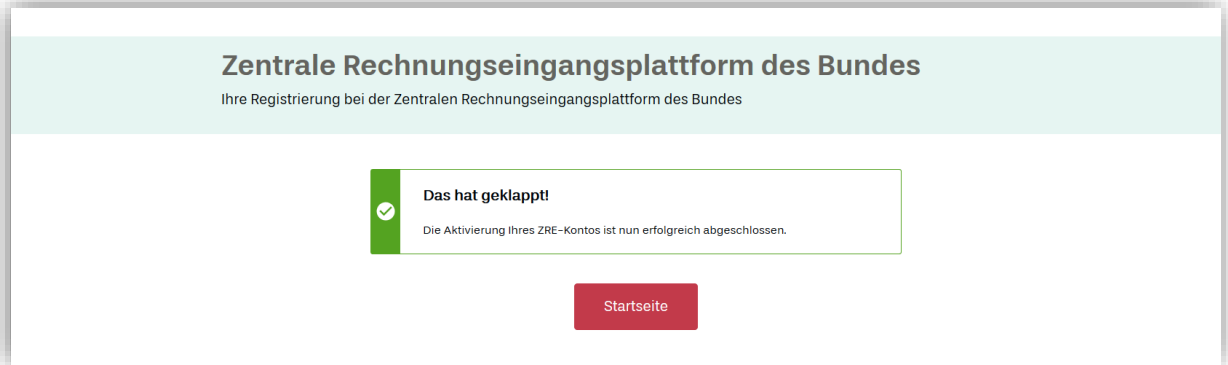 Zentrale Rechnungseingangsplattform des Bundes
Ihre Registrierung bei der Zentralen Rechnungseingangsplattform des Bundes
Das hat geklappt!
Die Aktivierung Ihres ZRE-Kontos ist nun erfolgreich abgeschlossen.
Startseite